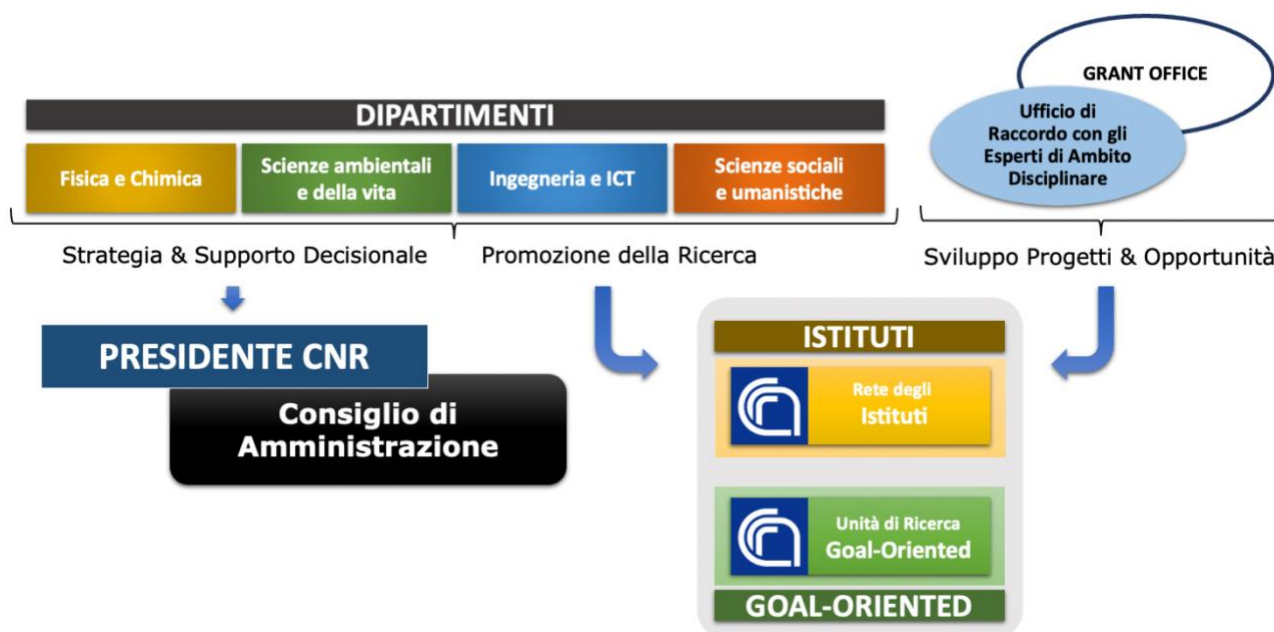 GRANT OFFICE
Ufficio di
Raccordo con gli
Esperti di Ambito
Disciplinare
DIPARTIMENTI
Fisica e Chimica
Scienze ambientali
e della vita
Ingegneria e ICT
Scienze sociali
e umanistiche
Strategia & Supporto Decisionale
Promozione della Ricerca
Sviluppo Progetti & Opportunità
PRESIDENTE CNR
Consiglio di
Amministrazione
ISTITUTI
Rete degli
Istituti
Unità di Ricerca
Goal-Oriented
GOAL-ORIENTED